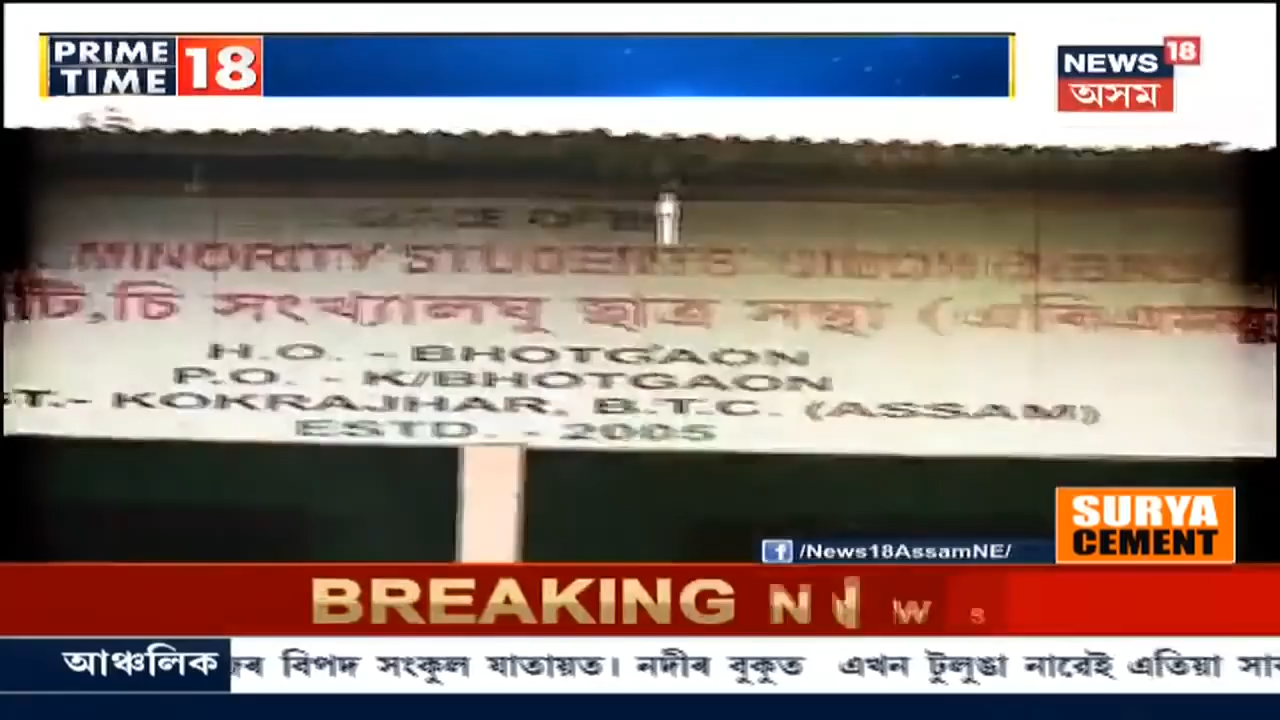 PRIME
TIME 18
NEWS 18
অসম
MINORITY STUDENTS' UNION
সংখ্যালঘু ছাত্ৰ সন্থা
H.O. - BHOTGAON
P.O. - K/BHOTGAON
KOKRAJHAR, B.T.C. (ASSAM)
ESTD. - 2005
SURYA
CEMENT
/News18AssamNE/
BREAKING N
আঞ্চলিক বিপদ সংকুল যাতায়ত। নদীৰ বুকুত এখন টুলুঙা নাৱেই এতিয়া